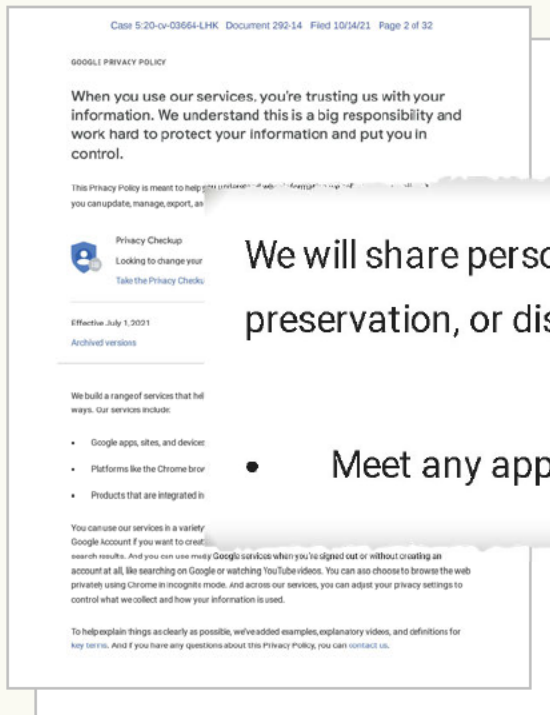 Case 5:20-cv-03664-LHK Document 292-14 Filed 10/14/21 Page 2 of 32
GOOGLE PRIVACY POLICY
When you use our services, you're trusting us with your
information. We understand this is a big responsibility and
work hard to protect your information and put you in
control.
This Privacy Policy is meant to help you understand what information we
you can update, manage, export, an
Privacy Checkup
Looking to change your
Take the Privacy Checku
Effective July 1, 2021
Archived versions
We build a range of services that hel
ways. Our services include:
• Google apps, sites, and devices
• Platforms like the Chrome brow
• Products that are integrated in
You can use our services in a variety
Google Account if you want to creat
search results. And you can use many Google services when you're signed out or without creating an
account at all, like searching on Google or watching YouTube videos. You can also choose to browse the web
privately using Chrome in Incognito mode. And across our services, you can adjust your privacy settings to
control what we collect and how your information is used.
To help explain things as clearly as possible, we've added examples, explanatory videos, and definitions for
key terms. And if you have any questions about this Privacy Policy, you can contact us.
We will share perso
preservation, or dis
• Meet any app